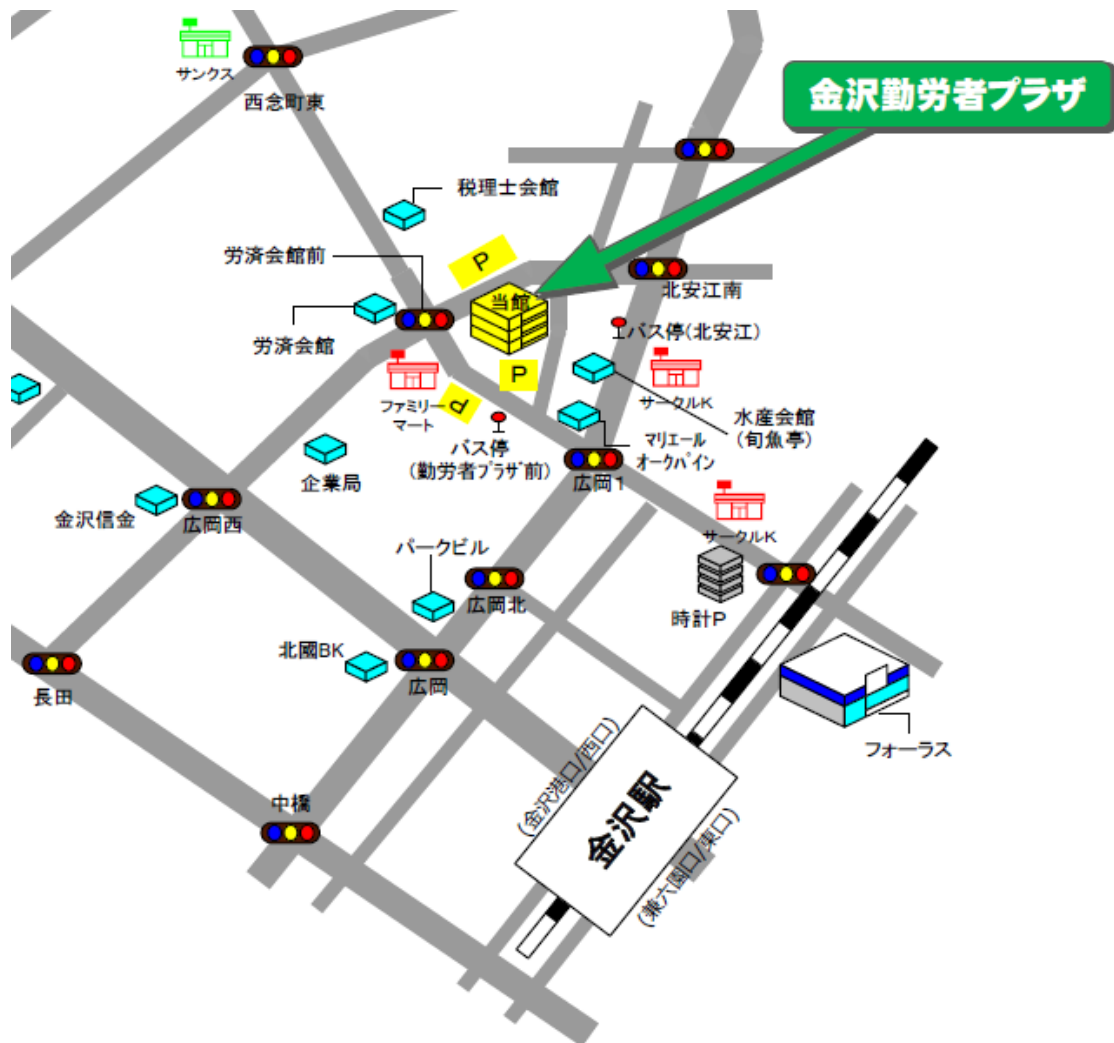 サンクス
西念町東
金沢勤労者プラザ
税理士会館
労済会館前
P
当館
北安江南
労済会館
バス停(北安江)
P
サークルK
ファミリー
マート
P
バス停
(勤労者プラザ前)
水産会館
(旬魚亭)
マリエール
オークパイン
広岡1
企業局
金沢信金
広岡西
サークルK
パークビル
広岡北
時計P
北國BK
広岡
長田
フォーラス
(金沢港口/西口)
金沢駅
(兼六園口/東口)
中橋